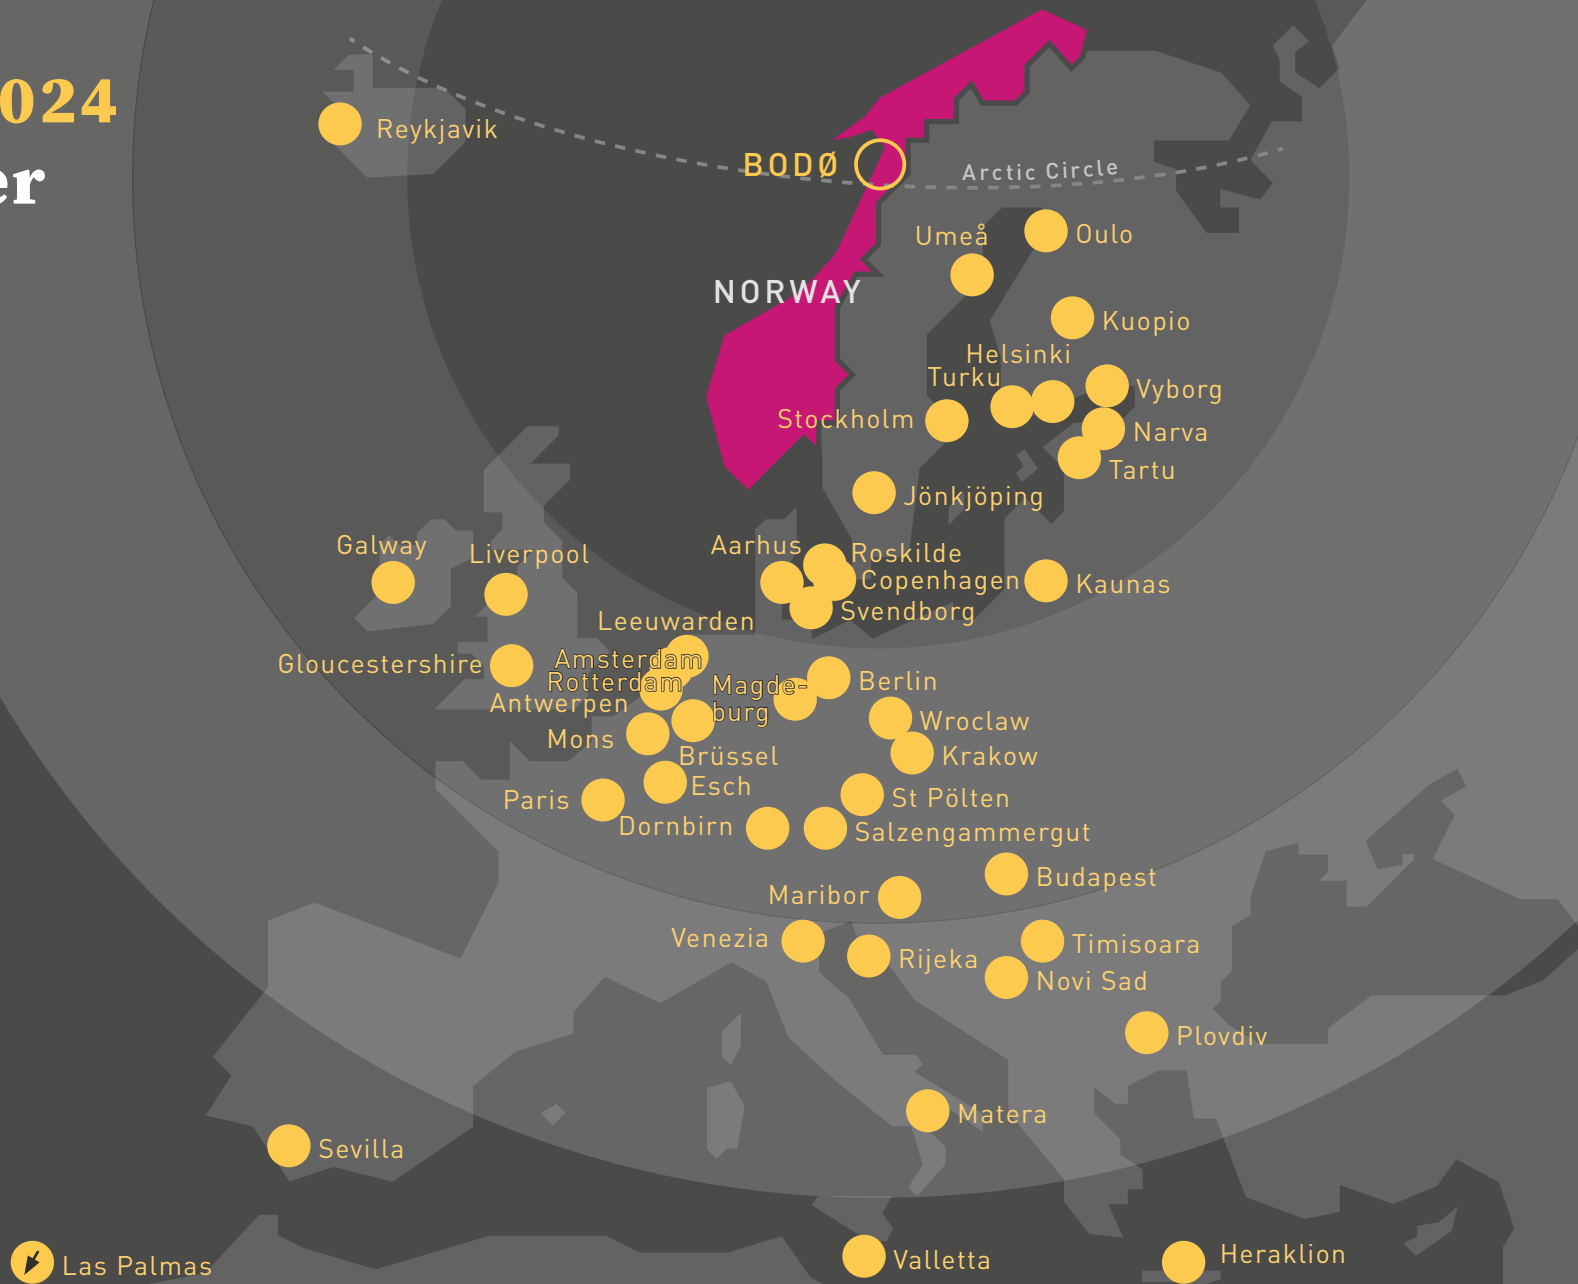 024
er
Reykjavik
BODØ
Arctic Circle
Umeå
Oulo
NORWAY
Kuopio
Helsinki
Turku
Vyborg
Stockholm
Narva
Tartu
Jönkjöping
Galway
Liverpool
Aarhus
Roskilde
Copenhagen
Kaunas
Svendborg
Leeuwarden
Gloucestershire
Amsterdam
Rotterdam
Magde-
burg
Berlin
Antwerpen
Wroclaw
Mons
Brüssel
Krakow
Esch
Paris
St Pölten
Dornbirn
Salzengammergut
Budapest
Maribor
Venezia
Rijeka
Timisoara
Novi Sad
Plovdiv
Matera
Sevilla
Las Palmas
Valletta
Heraklion